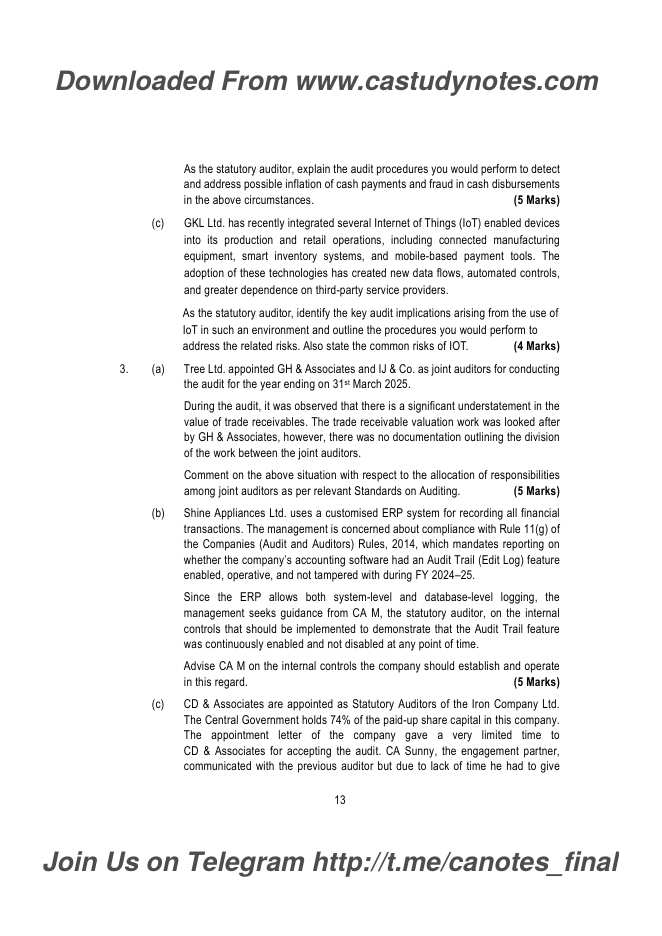 Downloaded From www.castudynotes.com
As the statutory auditor, explain the audit procedures you would perform to detect
and address possible inflation of cash payments and fraud in cash disbursements
in the above circumstances. (5 Marks)
(c) GKL Ltd. has recently integrated several Internet of Things (IoT) enabled devices
into its production and retail operations, including connected manufacturing
equipment, smart inventory systems, and mobile-based payment tools. The
adoption of these technologies has created new data flows, automated controls,
and greater dependence on third-party service providers.
As the statutory auditor, identify the key audit implications arising from the use of
IoT in such an environment and outline the procedures you would perform to
address the related risks. Also state the common risks of IOT. (4 Marks)
3. (a) Tree Ltd. appointed GH & Associates and IJ & Co. as joint auditors for conducting
the audit for the year ending on 31st March 2025.
During the audit, it was observed that there is a significant understatement in the
value of trade receivables. The trade receivable valuation work was looked after
by GH & Associates, however, there was no documentation outlining the division
of the work between the joint auditors.
Comment on the above situation with respect to the allocation of responsibilities
among joint auditors as per relevant Standards on Auditing. (5 Marks)
(b) Shine Appliances Ltd. uses a customised ERP system for recording all financial
transactions. The management is concerned about compliance with Rule 11(g) of
the Companies (Audit and Auditors) Rules, 2014, which mandates reporting on
whether the company's accounting software had an Audit Trail (Edit Log) feature
enabled, operative, and not tampered with during FY 2024–25.
Since the ERP allows both system-level and database-level logging, the
management seeks guidance from CA M, the statutory auditor, on the internal
controls that should be implemented to demonstrate that the Audit Trail feature
was continuously enabled and not disabled at any point of time.
Advise CA M on the internal controls the company should establish and operate
in this regard. (5 Marks)
(c) CD & Associates are appointed as Statutory Auditors of the Iron Company Ltd.
The Central Government holds 74% of the paid-up share capital in this company.
The appointment letter of the company gave a very limited time to
CD & Associates for accepting the audit. CA Sunny, the engagement partner,
communicated with the previous auditor but due to lack of time he had to give
13
Join Us on Telegram http://t.me/canotes_final